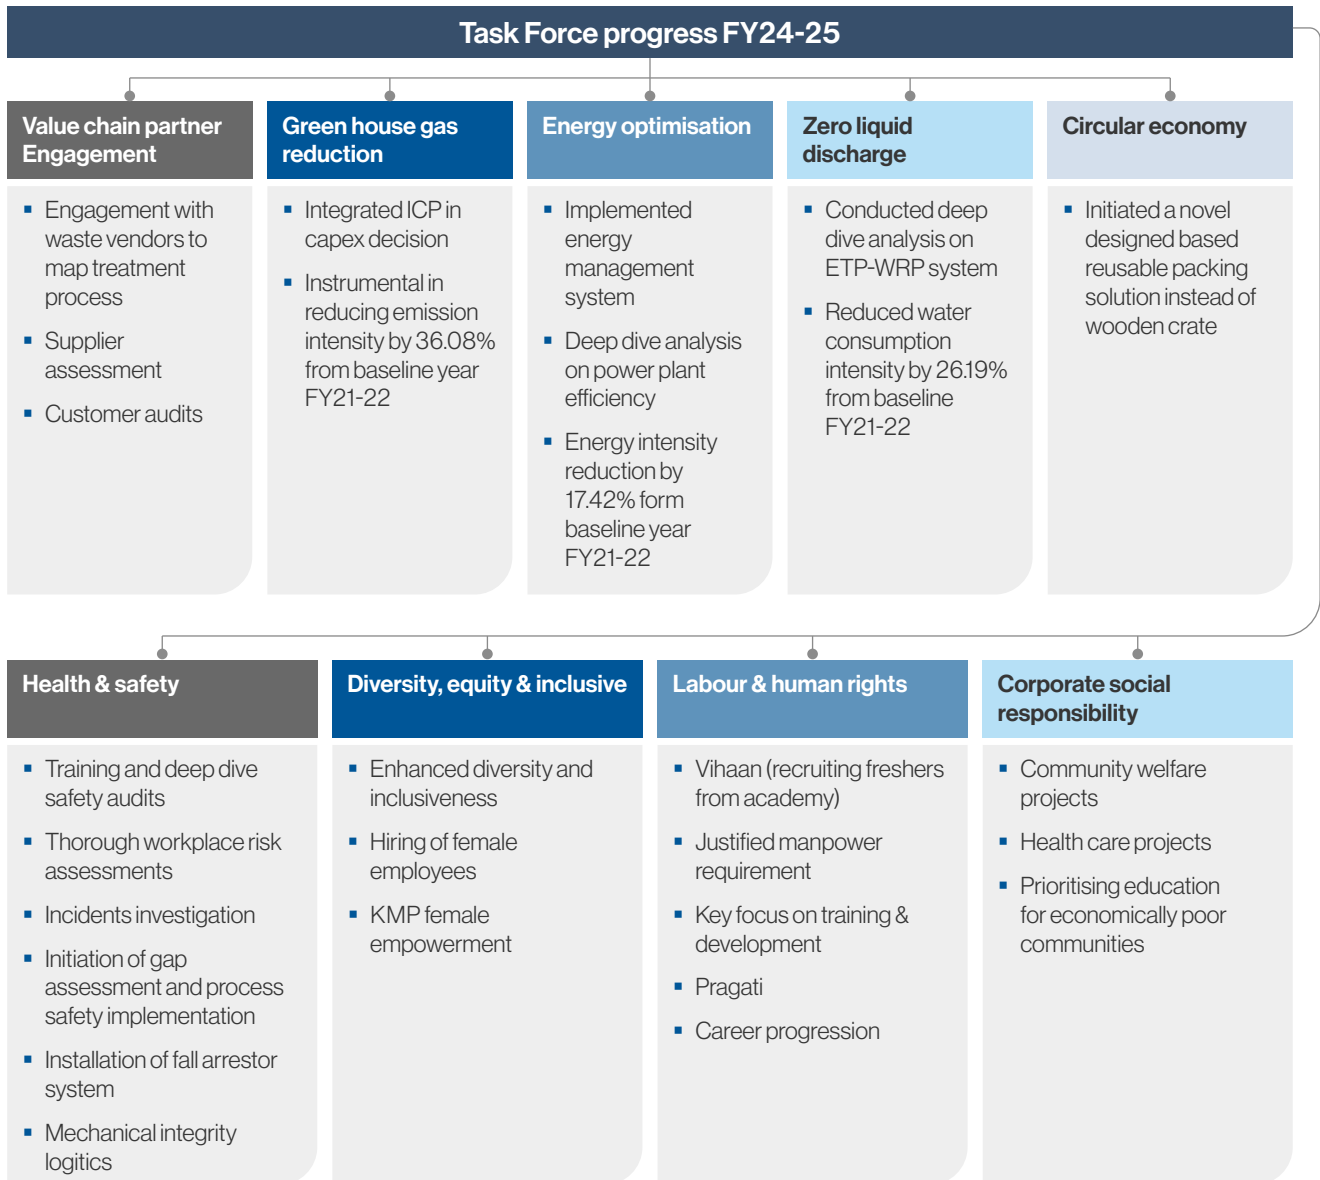 Task Force progress FY24-25
Value chain partner
Engagement
Engagement with
waste vendors to
map treatment
process
Supplier
assessment
Customer audits
Green house gas
reduction
Integrated ICP in
capex decision
Instrumental in
reducing emission
intensity by 36.08%
from baseline year
FY21-22
Energy optimisation
Implemented
energy
management
system
Deep dive analysis
on power plant
efficiency
Energy intensity
reduction by
17.42% form
baseline year
FY21-22
Zero liquid
discharge
Conducted deep
dive analysis on
ETP-WRP system
Reduced water
consumption
intensity by 26.19%
from baseline
FY21-22
Circular economy
Initiated a novel
designed based
reusable packing
solution instead of
wooden crate
Health & safety
Training and deep dive
safety audits
Thorough workplace risk
assessments
Incidents investigation
Initiation of gap
assessment and process
safety implementation
Installation of fall arrestor
system
Mechanical integrity
logitics
Diversity, equity & inclusive
Enhanced diversity and
inclusiveness
Hiring of female
employees
KMP female
empowerment
Labour & human rights
Vihaan (recruiting freshers
from academy)
Justified manpower
requirement
Key focus on training &
development
Pragati
Career progression
Corporate social
responsibility
Community welfare
projects
Health care projects
Prioritising education
for economically poor
communities